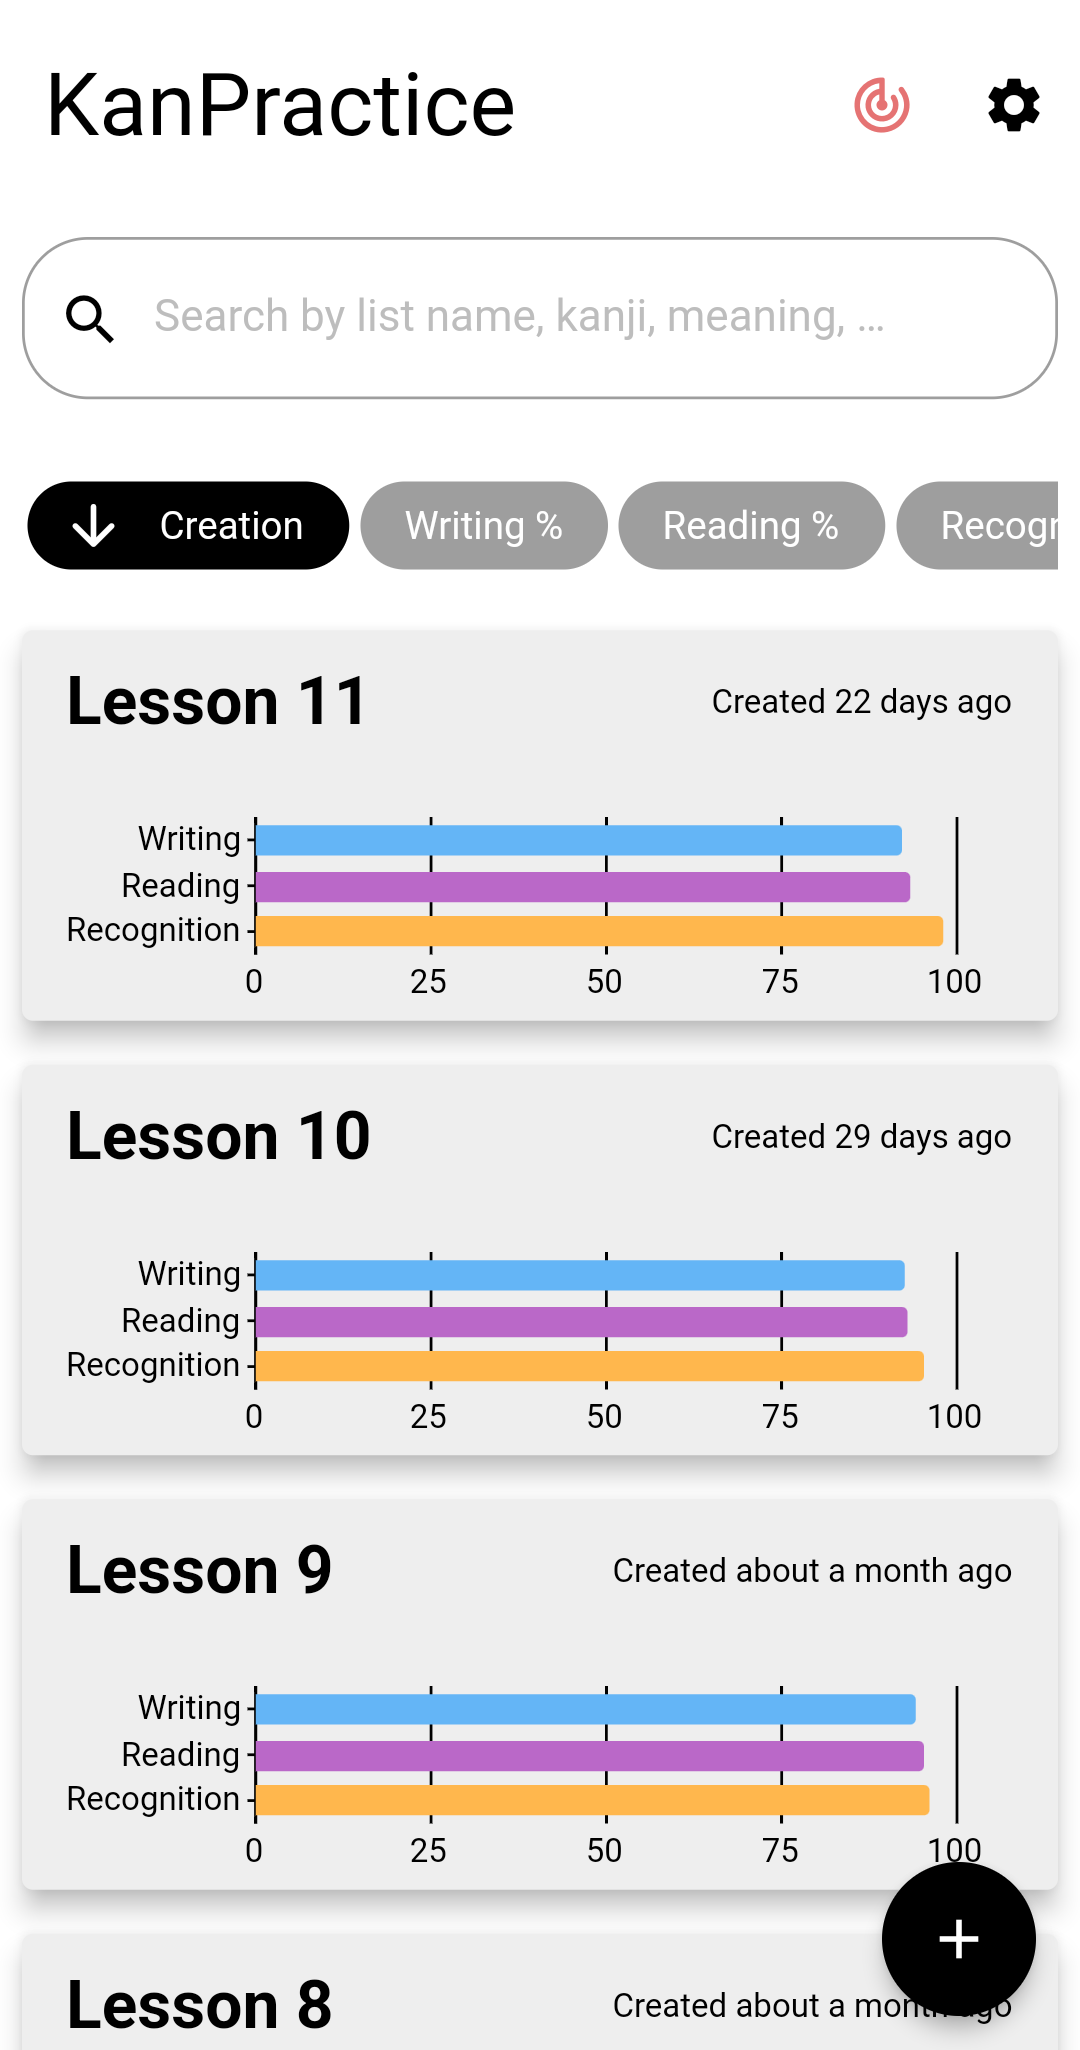 KanPractice
Search by list name, kanji, meaning, ...
Creation Writing % Reading % Recogn
Lesson 11 Created 22 days ago
Writing
Reading
Recognition
0 25 50 75 100
Lesson 10 Created 29 days ago
Writing
Reading
Recognition
0 25 50 75 100
Lesson 9 Created about a month ago
Writing
Reading
Recognition
0 25 50 75 100
Lesson 8 Created about a month ago